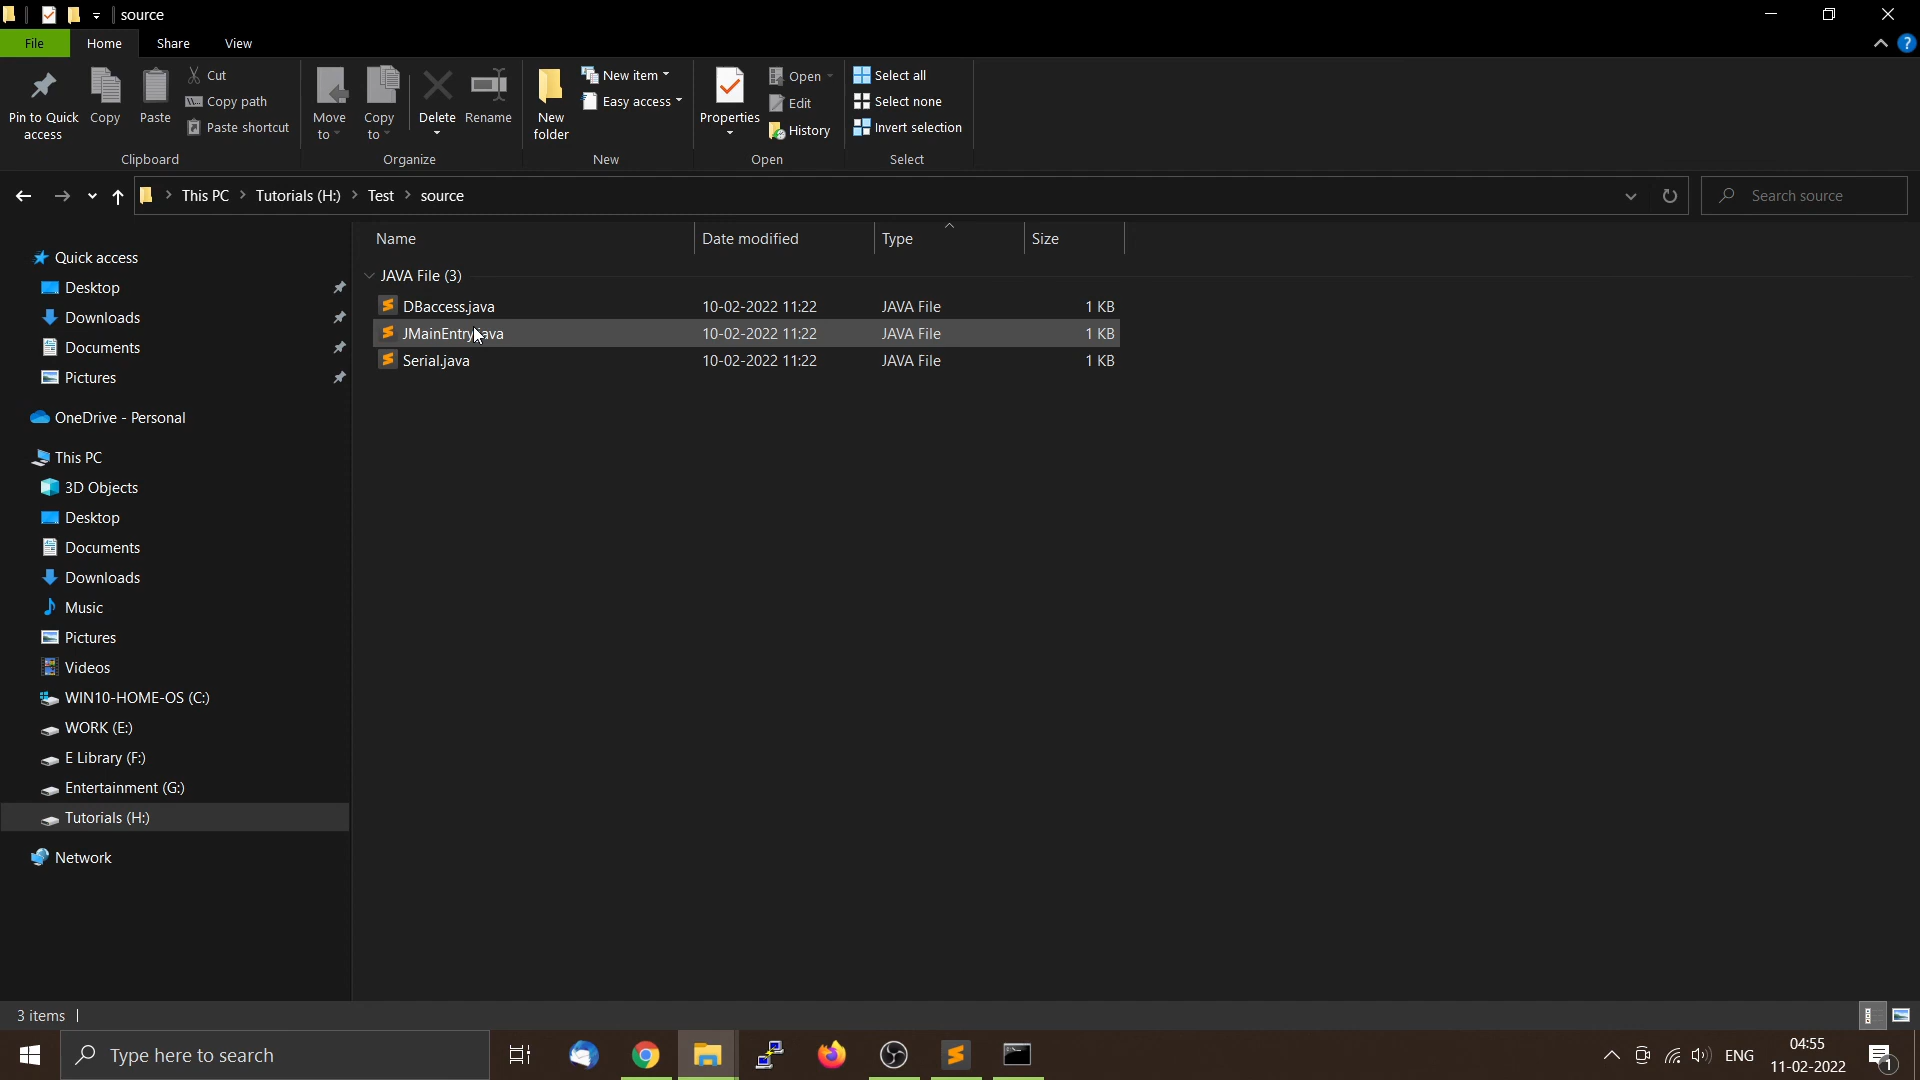 source
File Home Share View
Pin to Quick access
Copy
Paste
Cut
Copy path
Paste shortcut
Clipboard
Move to
Copy to
Delete
Rename
Organize
New folder
New item
Easy access
New
Properties
Open
Edit
History
Open
Select all
Select none
Invert selection
Select
This PC > Tutorials (H:) > Test > source
Search source
Quick access
Desktop
Downloads
Documents
Pictures
OneDrive - Personal
This PC
3D Objects
Desktop
Documents
Downloads
Music
Pictures
Videos
WIN10-HOME-OS (C:)
WORK (E:)
E Library (F:)
Entertainment (G:)
Tutorials (H:)
Network
Name Date modified Type Size
JAVA File (3)
DBaccess.java 10-02-2022 11:22 JAVA File 1 KB
JMainEntry.java 10-02-2022 11:22 JAVA File 1 KB
Serial.java 10-02-2022 11:22 JAVA File 1 KB
3 items
Type here to search
ENG
04:55
11-02-2022
1